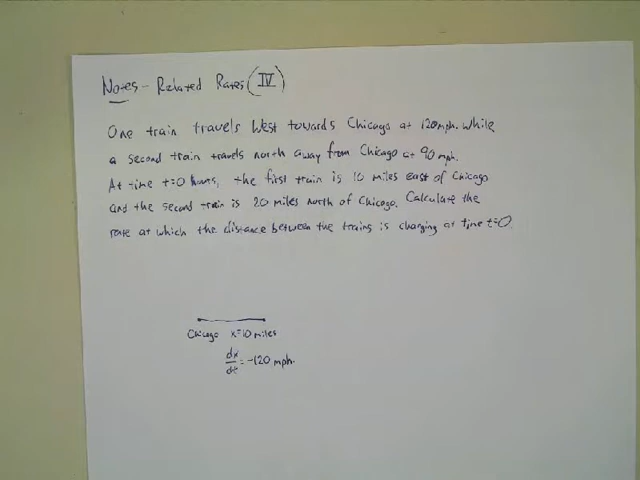 Notes - Related Rates (IV)
One train travels West towards Chicago at 120mph. while
a second train travels north away from Chicago at 90 mph.
At time t=0 hours, the first train is 10 miles east of Chicago
and the second train is 20 miles north of Chicago. Calculate the
rate at which the distance between the trains is changing at time t=0.
Chicago x=10 miles
dx/dt = -120 mph.